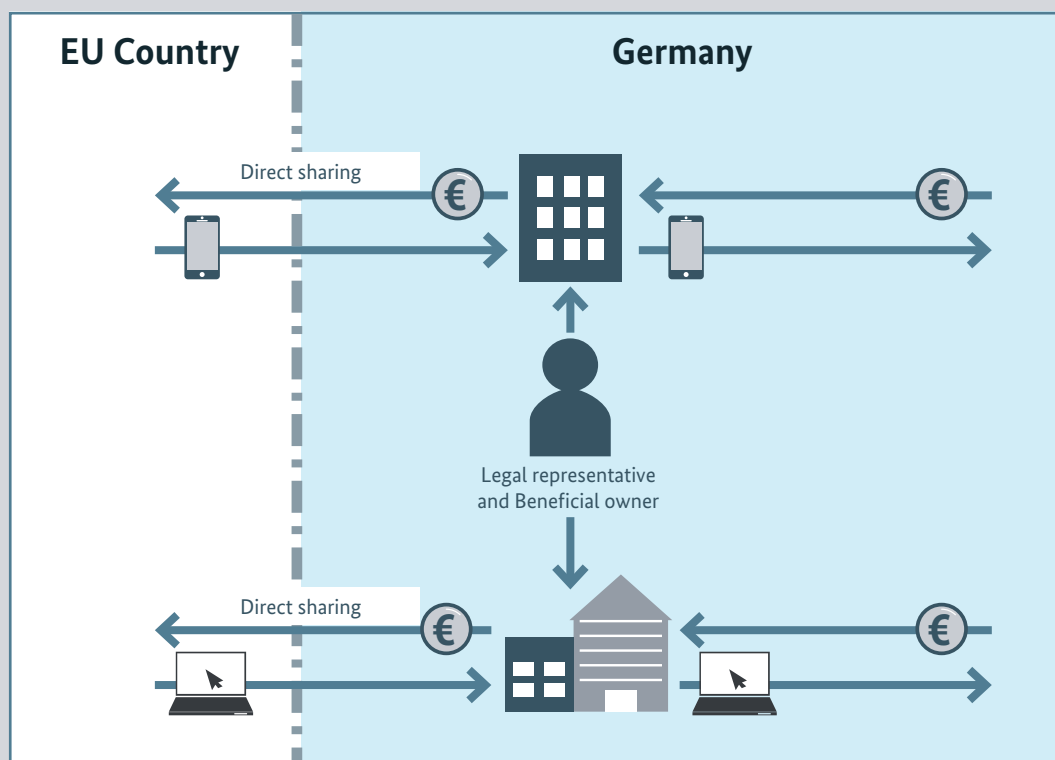 EU Country
Germany
Direct sharing
€
€
Legal representative
and Beneficial owner
Direct sharing
€
€